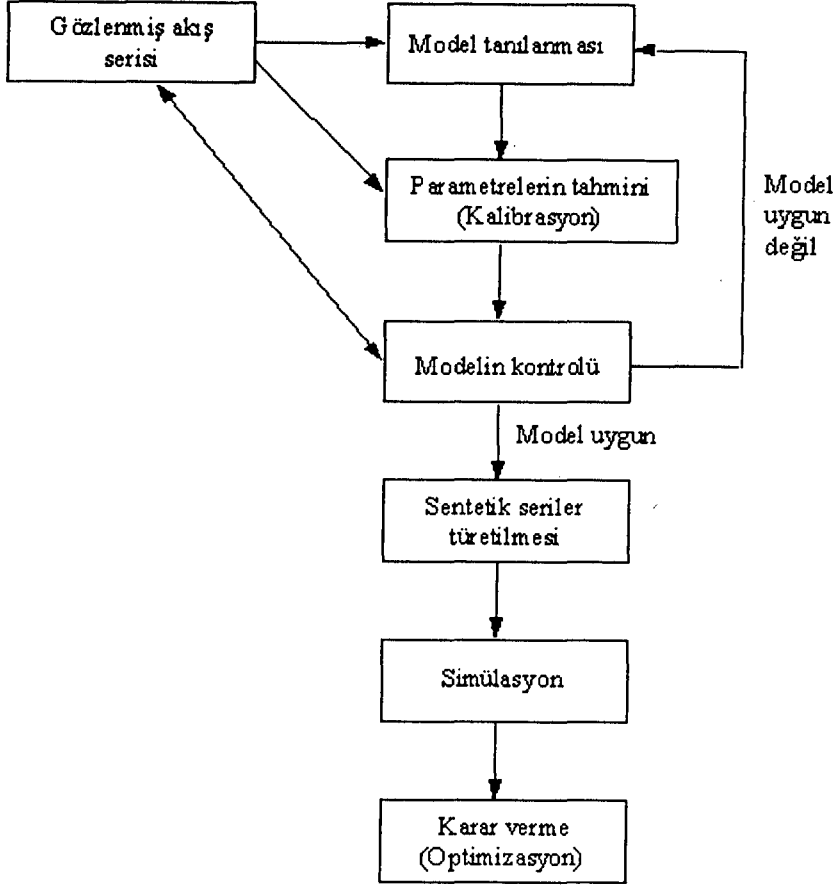 Gözlenmiş akış
serisi
Model tanılanması
Parametrelerin tahmini
(Kalibrasyon)
Model
uygun
değil
Modelin kontrolü
Model uygun
Sentetik seriler
türetilmesi
Simülasyon
Karar verme
(Optimizasyon)